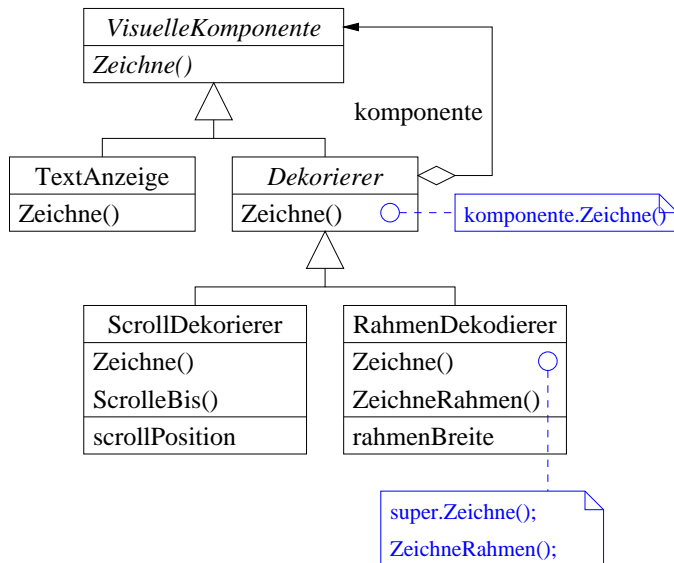 VisuelleKomponente
Zeichne()
komponente
TextAnzeige
Zeichne()
Dekorierer
Zeichne()
komponente.Zeichne()
ScrollDekorierer
Zeichne()
ScrolleBis()
scrollPosition
RahmenDekodierer
Zeichne()
ZeichneRahmen()
rahmenBreite
super.Zeichne();
ZeichneRahmen();